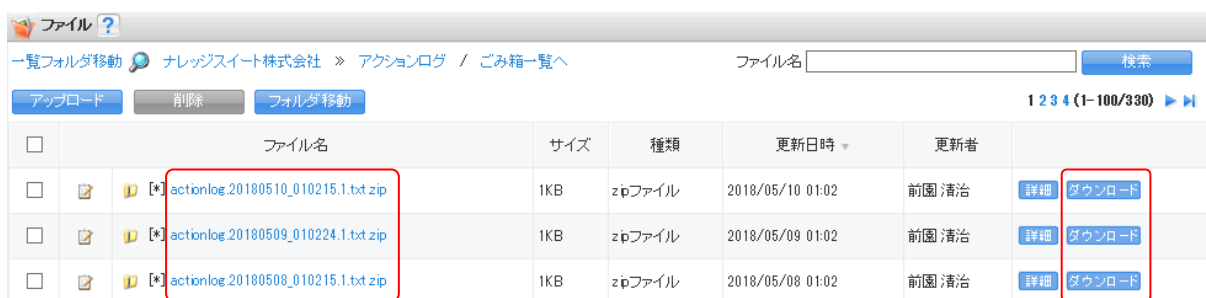 ファイル ?
一覧フォルダ移動 ナレッジスイート株式会社 » アクションログ / ごみ箱一覧へ ファイル名 検索
アップロード 削除 フォルダ移動 1 2 3 4 (1-100/330)
ファイル名 サイズ 種類 更新日時 更新者
[*] actionlog.20180510_010215.1.txt.zip 1KB zipファイル 2018/05/10 01:02 前園 清治 詳細 ダウンロード
[*] actionlog.20180509_010224.1.txt.zip 1KB zipファイル 2018/05/09 01:02 前園 清治 詳細 ダウンロード
[*] actionlog.20180508_010215.1.txt.zip 1KB zipファイル 2018/05/08 01:02 前園 清治 詳細 ダウンロード